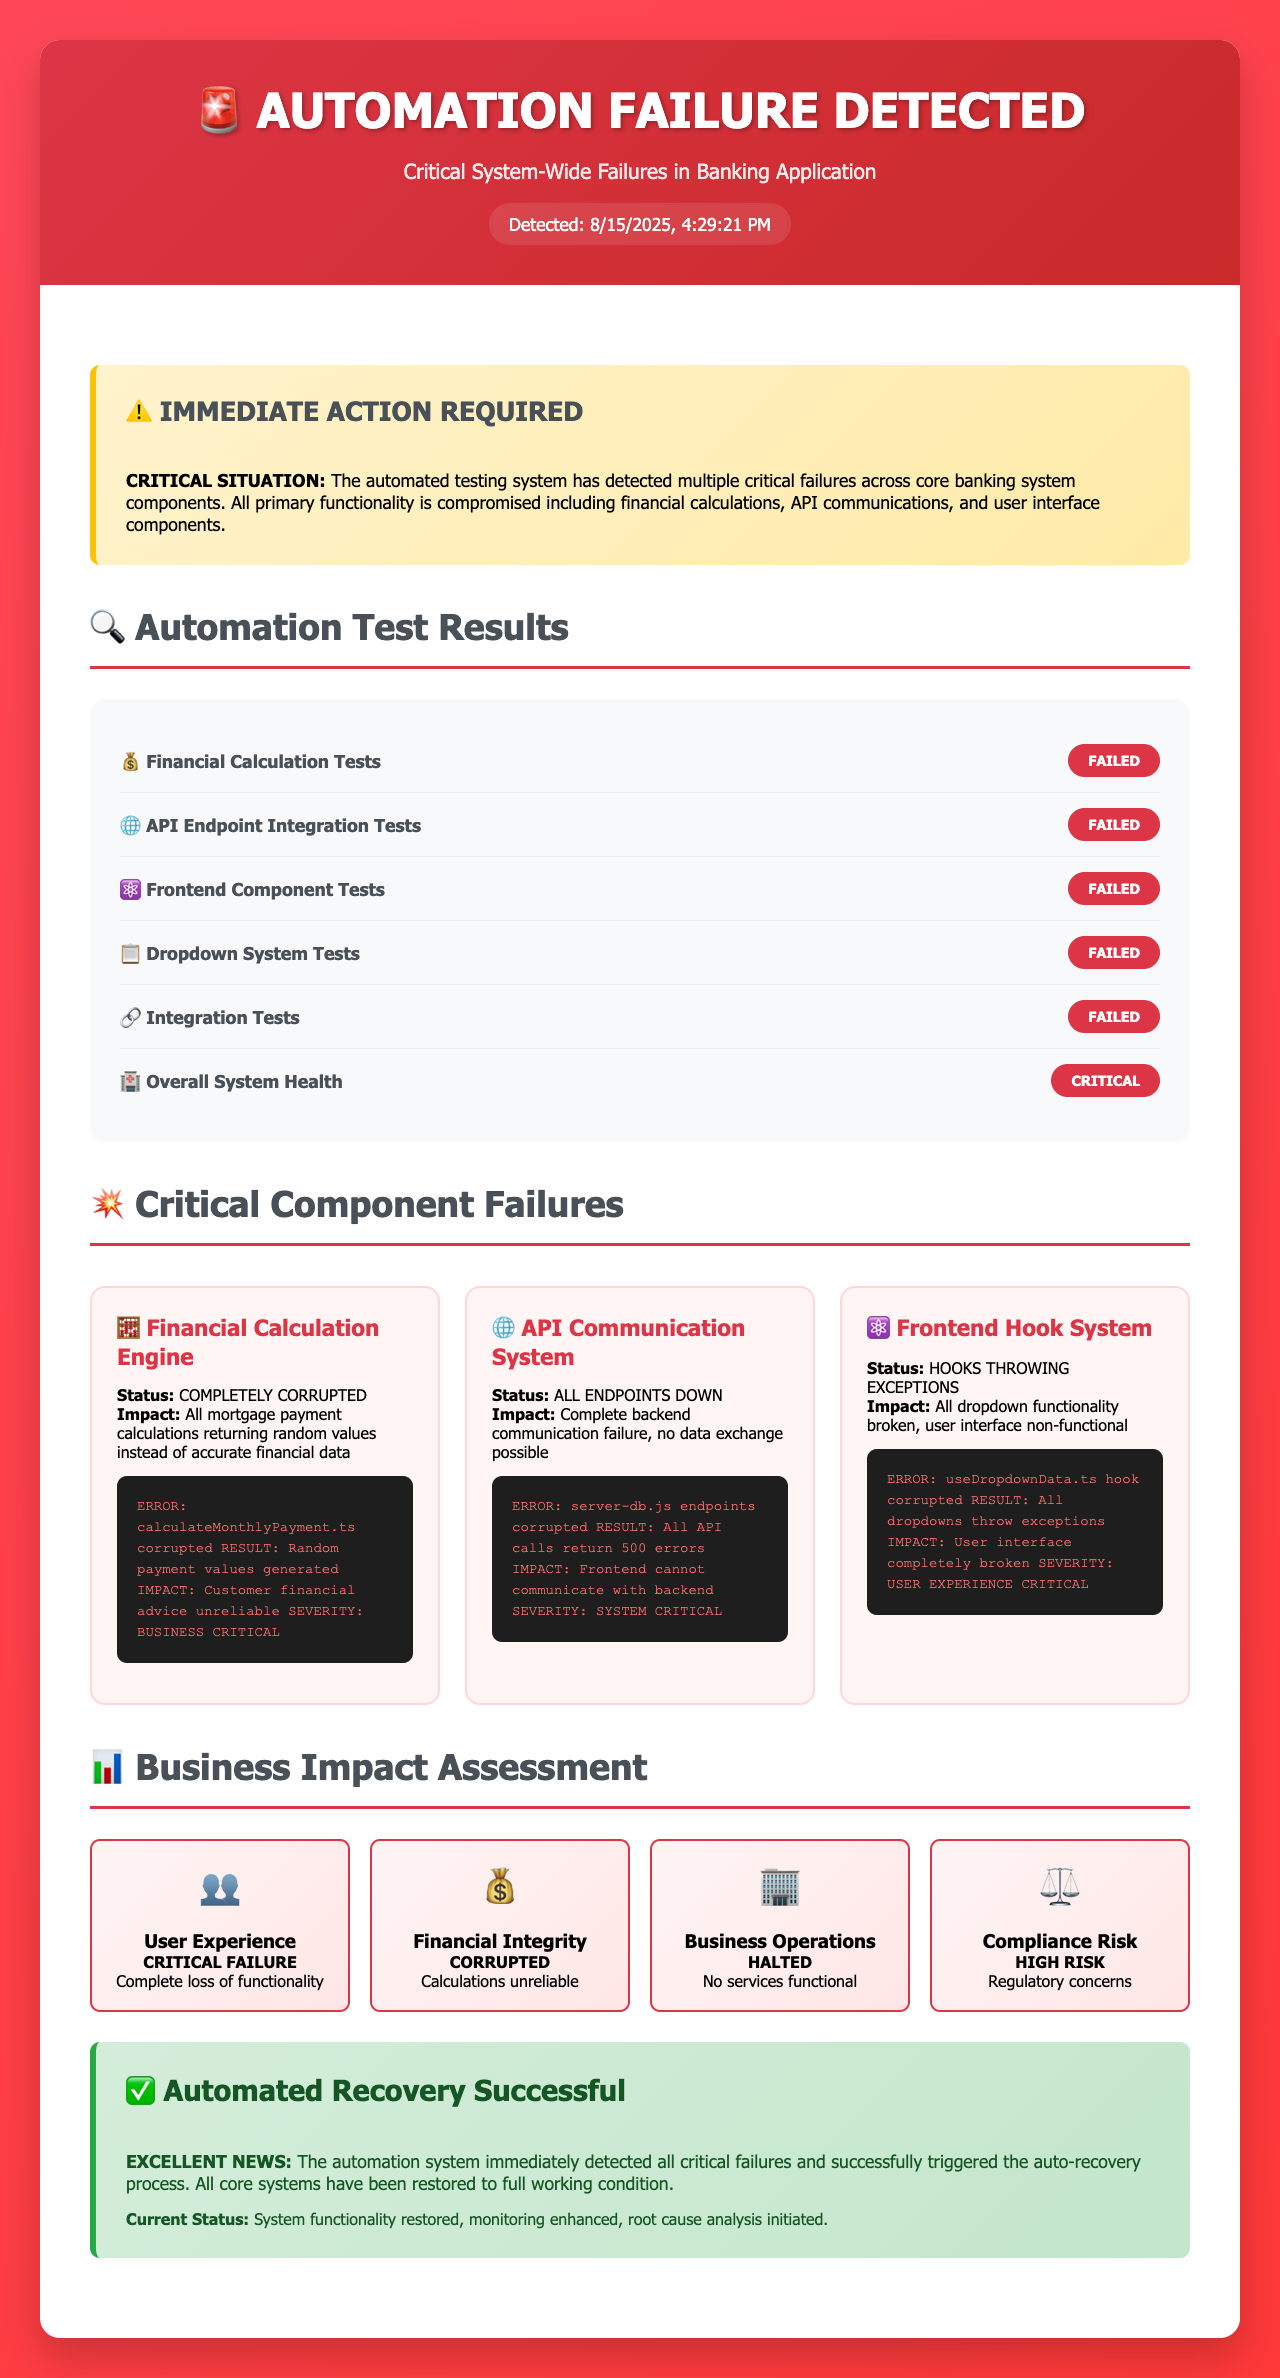 🚨 AUTOMATION FAILURE DETECTED
Critical System-Wide Failures in Banking Application
Detected: 8/15/2025, 4:29:21 PM
⚠️ IMMEDIATE ACTION REQUIRED
CRITICAL SITUATION: The automated testing system has detected multiple critical failures across core banking system
components. All primary functionality is compromised including financial calculations, API communications, and user interface
components.
🔍 Automation Test Results
💰 Financial Calculation Tests FAILED
🌐 API Endpoint Integration Tests FAILED
⚛️ Frontend Component Tests FAILED
📋 Dropdown System Tests FAILED
🔗 Integration Tests FAILED
🏥 Overall System Health CRITICAL
💥 Critical Component Failures
🧮 Financial Calculation
Engine
Status: COMPLETELY CORRUPTED
Impact: All mortgage payment
calculations returning random values
instead of accurate financial data
ERROR:
calculateMonthlyPayment.ts
corrupted RESULT: Random
payment values generated
IMPACT: Customer financial
advice unreliable SEVERITY:
BUSINESS CRITICAL
🌐 API Communication
System
Status: ALL ENDPOINTS DOWN
Impact: Complete backend
communication failure, no data exchange
possible
ERROR: server-db.js endpoints
corrupted RESULT: All API
calls return 500 errors
IMPACT: Frontend cannot
communicate with backend
SEVERITY: SYSTEM CRITICAL
⚛️ Frontend Hook System
Status: HOOKS THROWING
EXCEPTIONS
Impact: All dropdown functionality
broken, user interface non-functional
ERROR: useDropdownData.ts hook
corrupted RESULT: All
dropdowns throw exceptions
IMPACT: User interface
completely broken SEVERITY:
USER EXPERIENCE CRITICAL
📊 Business Impact Assessment
👥
User Experience
CRITICAL FAILURE
Complete loss of functionality
💰
Financial Integrity
CORRUPTED
Calculations unreliable
🏢
Business Operations
HALTED
No services functional
⚖️
Compliance Risk
HIGH RISK
Regulatory concerns
✅ Automated Recovery Successful
EXCELLENT NEWS: The automation system immediately detected all critical failures and successfully triggered the auto-recovery
process. All core systems have been restored to full working condition.
Current Status: System functionality restored, monitoring enhanced, root cause analysis initiated.